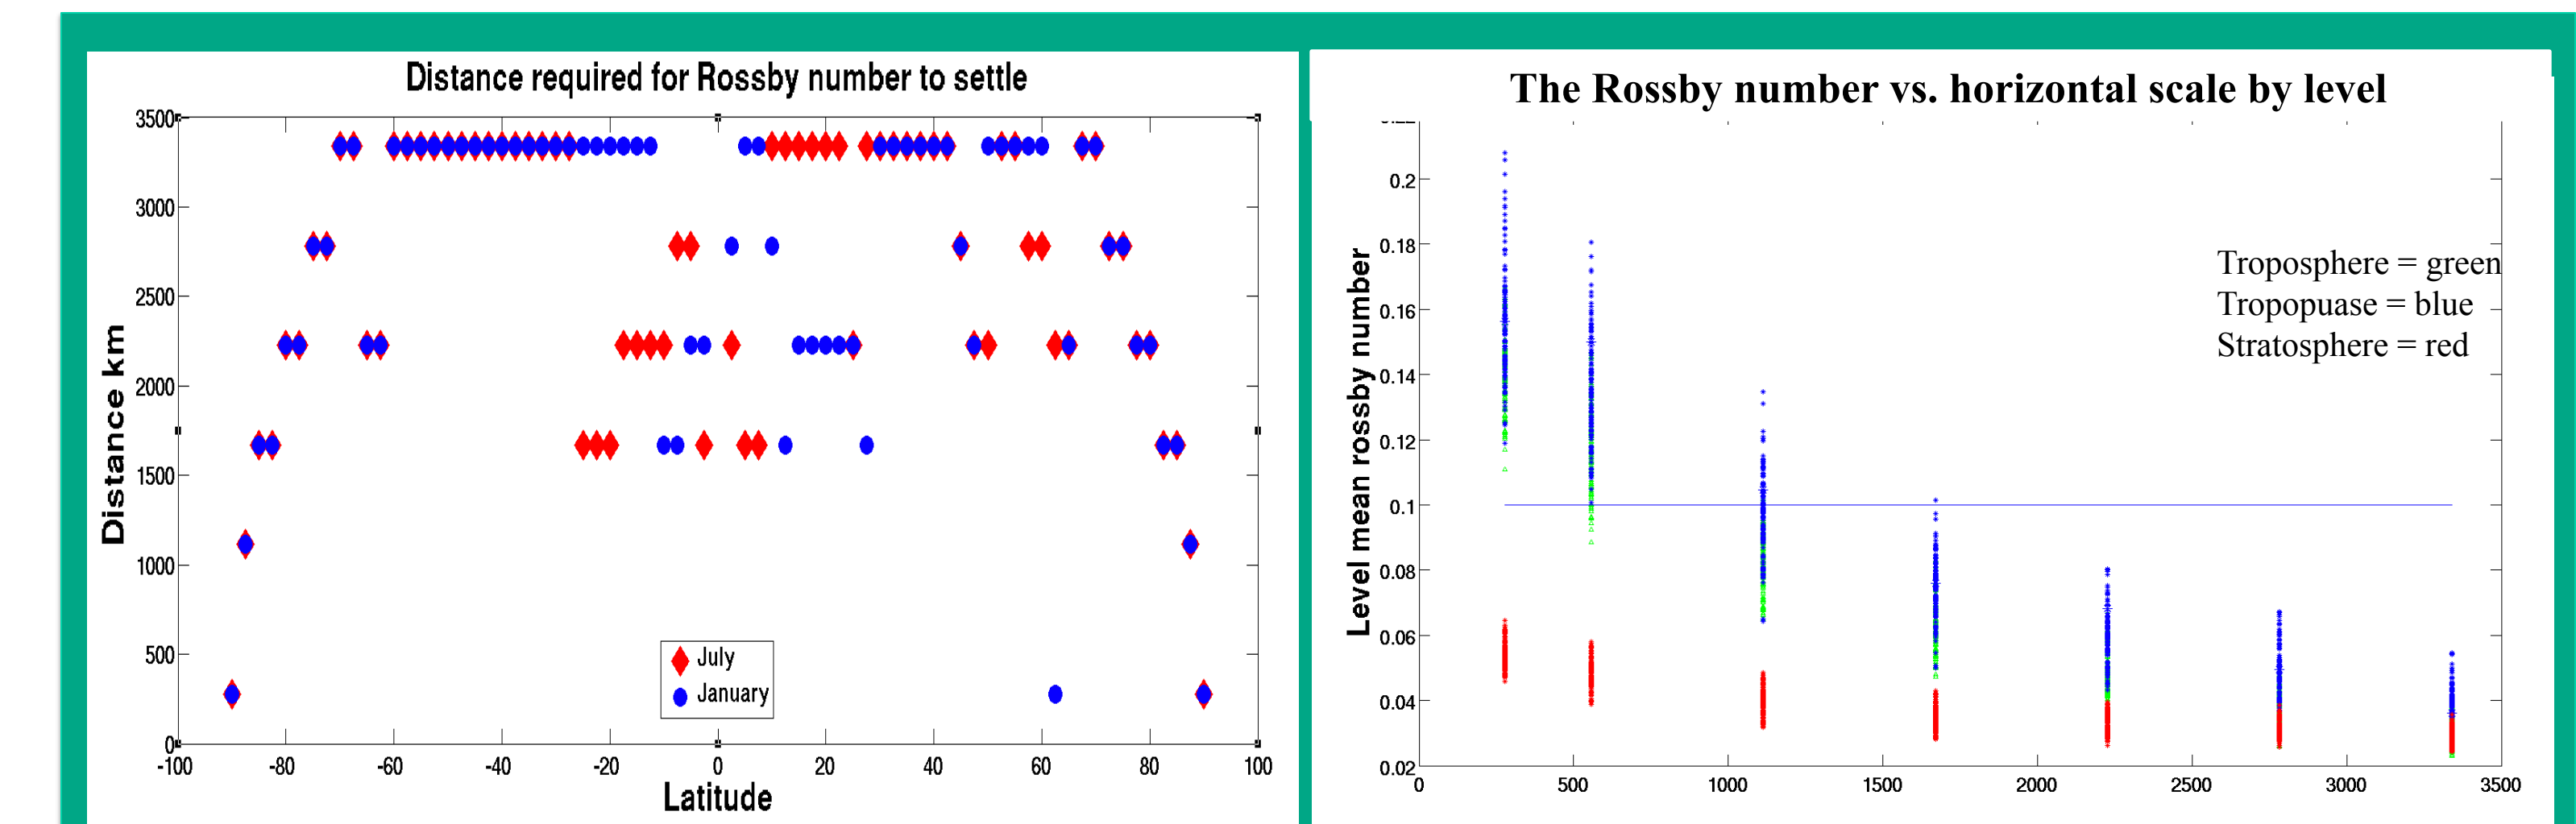 Distance required for Rossby number to settle
3500
3000
2500
2000
1500
1000
500
0
Distance km
July
January
-100 -80 -60 -40 -20 0 20 40 60 80 100
Latitude
The Rossby number vs. horizontal scale by level
0.2
0.18
0.16
0.14
0.12
0.1
0.08
0.06
0.04
0.02
Level mean rossby number
Troposphere = green
Tropopuase = blue
Stratosphere = red
0 500 1000 1500 2000 2500 3000 3500